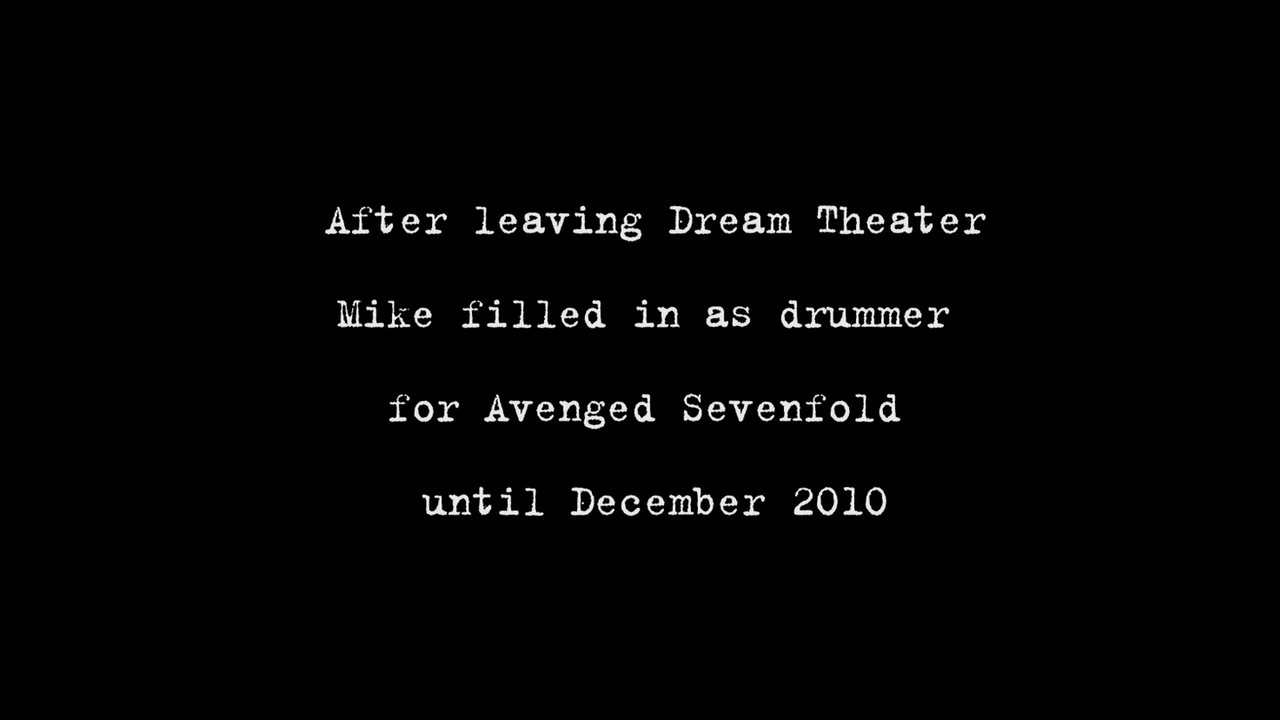 After leaving Dream Theater
Mike filled in as drummer
for Avenged Sevenfold
until December 2010